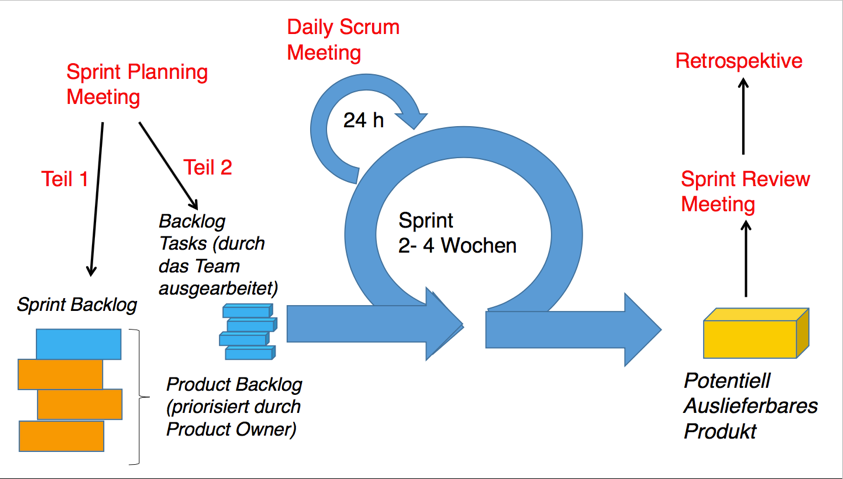 Daily Scrum
Meeting
Sprint Planning
Meeting
Retrospektive
24 h
Teil 1
Teil 2
Sprint Review
Meeting
Backlog
Tasks (durch
das Team
ausgearbeitet)
Sprint
2- 4 Wochen
Sprint Backlog
Product Backlog
(priorisiert durch
Product Owner)
Potentiell
Auslieferbares
Produkt